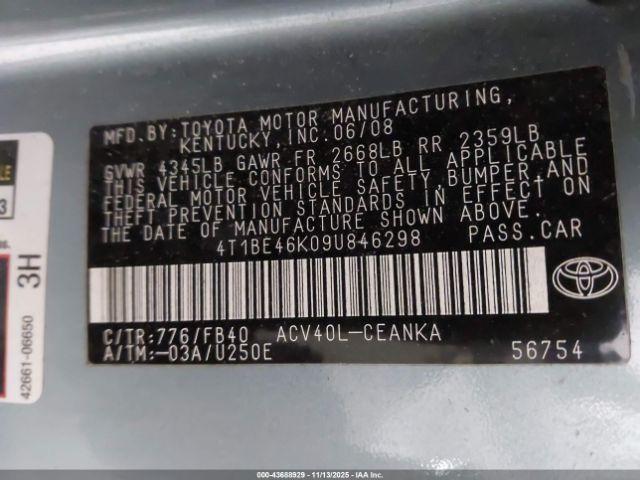 MFD.BY:TOYOTA MOTOR MANUFACTURING,
KENTUCKY, INC.06/08
GVWR 4345LB GAWR FR 2668LB RR 2359LB
THIS VEHICLE CONFORMS TO ALL APPLICABLE
FEDERAL MOTOR VEHICLE SAFETY,BUMPER,AND
THEFT PREVENTION STANDARDS IN EFFECT ON
THE DATE OF MANUFACTURE SHOWN ABOVE.
4T1BE46K09U846298 PASS.CAR
C/TR:776/FB40 ACV40L-CEANKA
A/TM:-03A/U250E 56754
TOYOTA
3H
42661-06650
000-43688929 - 11/13/2025 - IAAI.COM